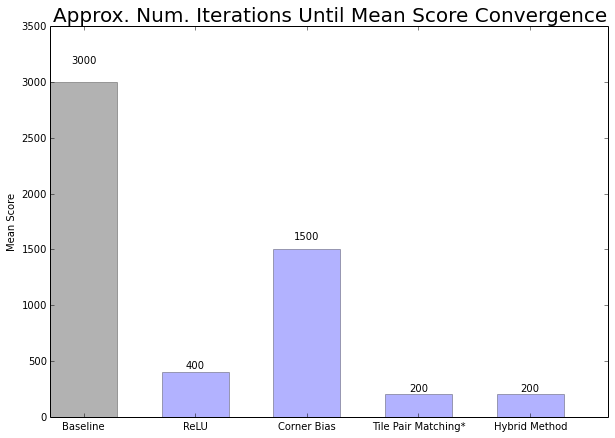 Approx. Num. Iterations Until Mean Score Convergence
3500
3000
2500
2000
1500
1000
500
0
Mean Score
3000
400
1500
200
200
Baseline
ReLU
Corner Bias
Tile Pair Matching*
Hybrid Method